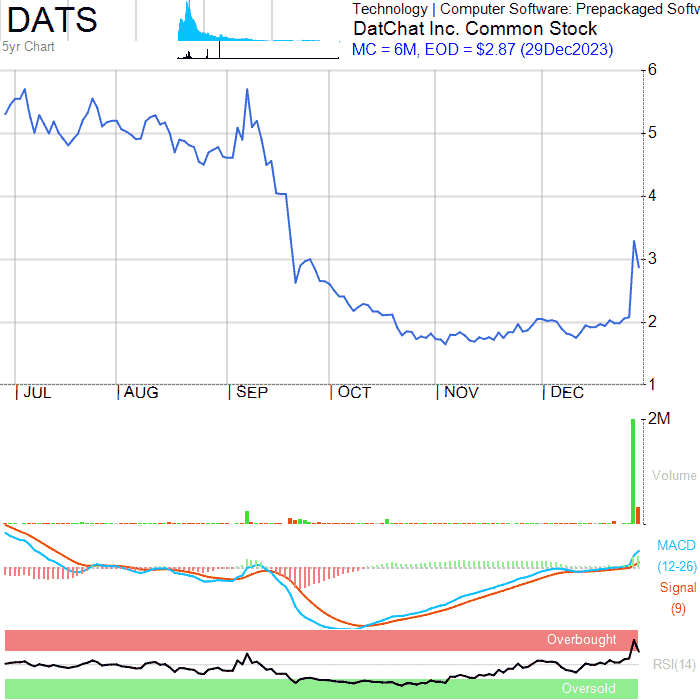 DATS
5yr Chart
Technology | Computer Software: Prepackaged Softw
DatChat Inc. Common Stock
MC = 6M, EOD = $2.87 (29Dec2023)
6
5
4
3
2
1
JUL
AUG
SEP
OCT
NOV
DEC
2M
Volume
MACD
(12-26)
Signal
(9)
Overbought
RSI(14)
Oversold